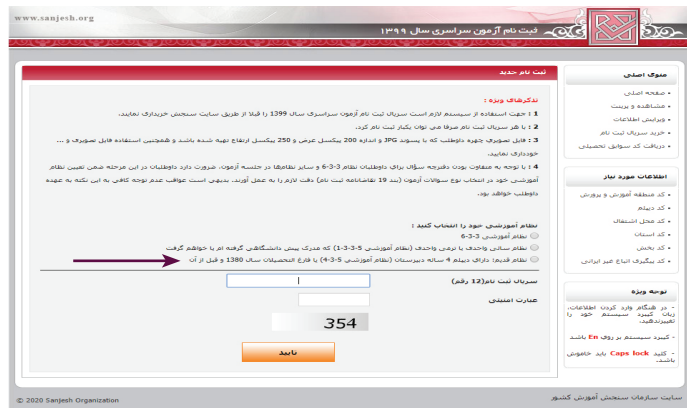 www.sanjesh.org
ثبت نام آزمون سراسری سال ۱۳۹۹
منوی اصلی
صفحه اصلی
مشاهده و پرینت
ویرایش اطلاعات
خرید سریال ثبت نام
دریافت کد سوابق تحصیلی
اطلاعات مورد نیاز
کد منطقه آموزش و پرورش
کد دیپلم
کد محل اشتغال
کد استان
کد بخش
کد پیگیری اتباع غیر ایرانی
توجه ویژه
- در هنگام وارد کردن اطلاعات،
زبان کیبرد سیستم خود را
تغییرندهید.
- کیبرد سیستم بر روی En باشد
- کلید Caps lock باید خاموش
باشد.
ثبت نام جدید
تذکرهای ویژه :
1 : جهت استفاده از سیستم لازم است سریال ثبت نام آزمون سراسری سال 1399 را قبلا از طریق سایت سنجش خریداری نمایند.
2 : با هر سریال ثبت نام صرفا می توان یکبار ثبت نام کرد.
3 : فایل تصویری چهره داوطلب که با پسوند JPG و اندازه 200 پیکسل عرض و 250 پیکسل ارتفاع تهیه شده باشد و همچنین استفاده فایل تصویری و ...
خودداری نمایید.
4 : با توجه به متفاوت بودن دفترچه سؤال برای داوطلبان نظام 3-3-6 و سایر نظام‌ها در جلسه آزمون، ضرورت دارد داوطلبان در این مرحله ضمن تعیین نظام
آموزشی خود در انتخاب نوع سوالات آزمون (بند 19 تقاضانامه ثبت نام) دقت لازم را به عمل آورند. بدیهی است عواقب عدم توجه کافی به این نکته به عهده
داوطلب خواهد بود.
نظام آموزشی خود را انتخاب کنید :
نظام آموزشی 3-3-6
نظام سالی واحدی یا ترمی واحدی (نظام آموزشی 5-3-3-1) که مدرک پیش دانشگاهی گرفته ام یا خواهم گرفت
نظام قدیم: دارای دیپلم 4 ساله دبیرستان (نظام آموزشی 5-3-4) یا فارغ التحصیلان سال 1380 و قبل از آن
سریال ثبت نام(12 رقم)
عبارت امنیتی
354
تایید
© 2020 Sanjesh Organization
سایت سازمان سنجش آموزش کشور